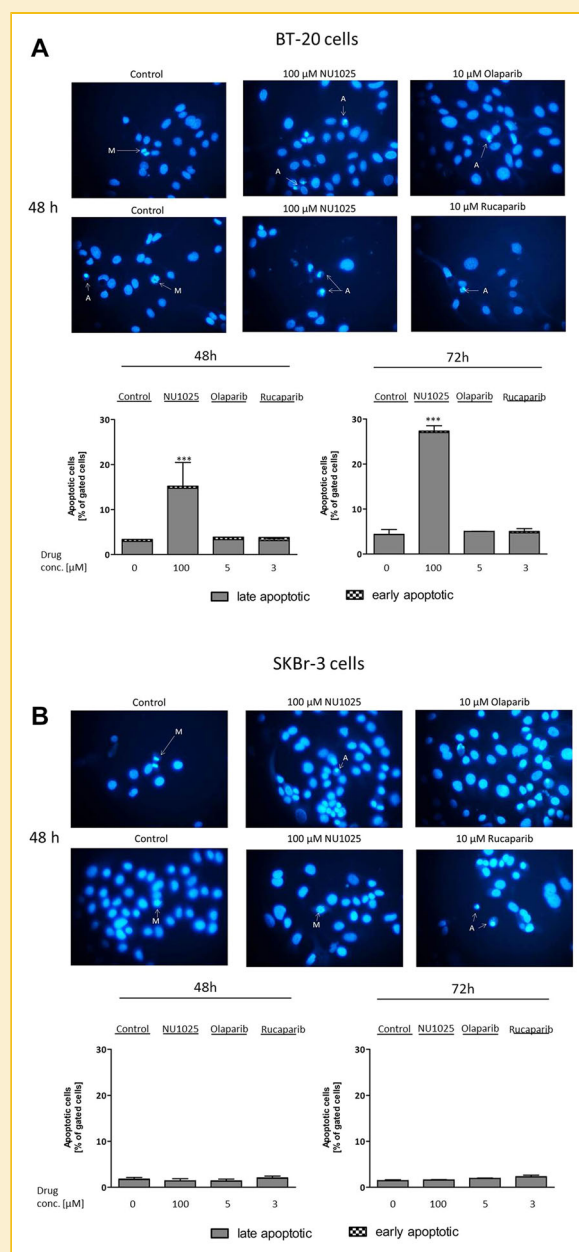 A
BT-20 cells
Control 100 µM NU1025 10 µM Olaparib
M A A A
48 h
Control 100 µM NU1025 10 µM Rucaparib
A M A A
48h 72h
Control NU1025 Olaparib Rucaparib Control NU1025 Olaparib Rucaparib
Apoptotic cells
[% of gated cells]
30
20
10
0
***
Apoptotic cells
[% of gated cells]
30
20
10
0
***
Drug
conc. [µM] 0 100 5 3 0 100 5 3
late apoptotic early apoptotic
B
SKBr-3 cells
Control 100 µM NU1025 10 µM Olaparib
M A
48 h
Control 100 µM NU1025 10 µM Rucaparib
M M A A
48h 72h
Control NU1025 Olaparib Rucaparib Control NU1025 Olaparib Rucaparib
Apoptotic cells
[% of gated cells]
30
20
10
0
Apoptotic cells
[% of gated cells]
30
20
10
0
Drug
conc. [µM] 0 100 5 3 0 100 5 3
late apoptotic early apoptotic